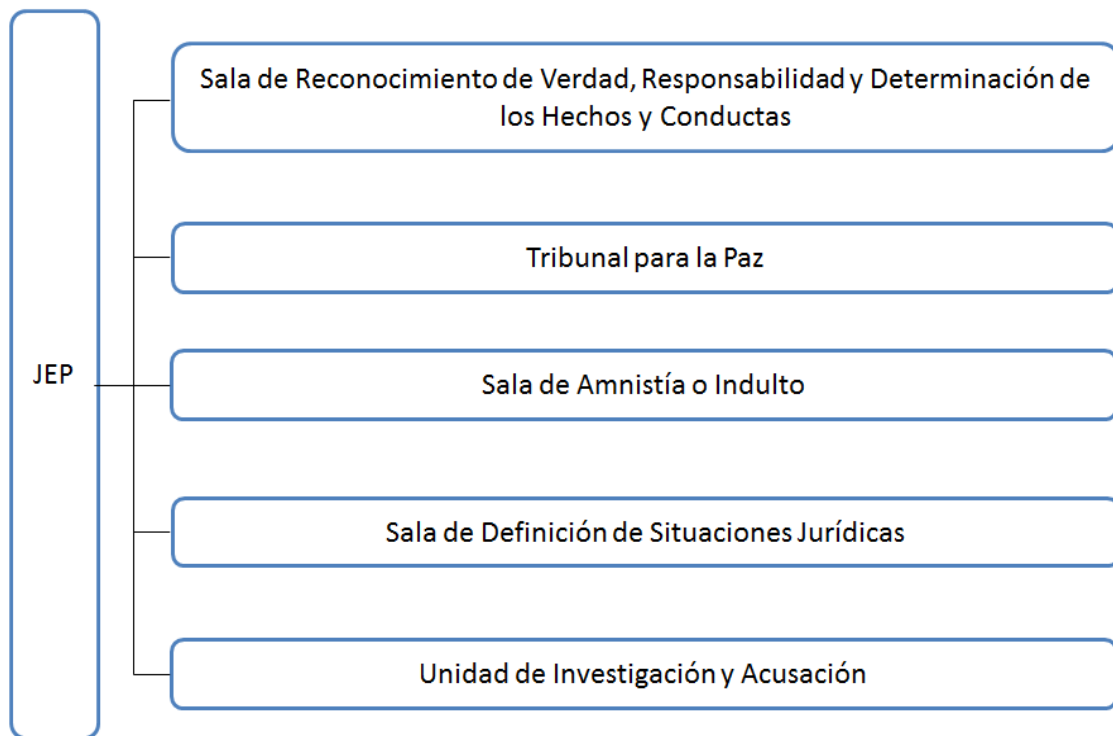 JEP
Sala de Reconocimiento de Verdad, Responsabilidad y Determinación de
los Hechos y Conductas
Tribunal para la Paz
Sala de Amnistía o Indulto
Sala de Definición de Situaciones Jurídicas
Unidad de Investigación y Acusación